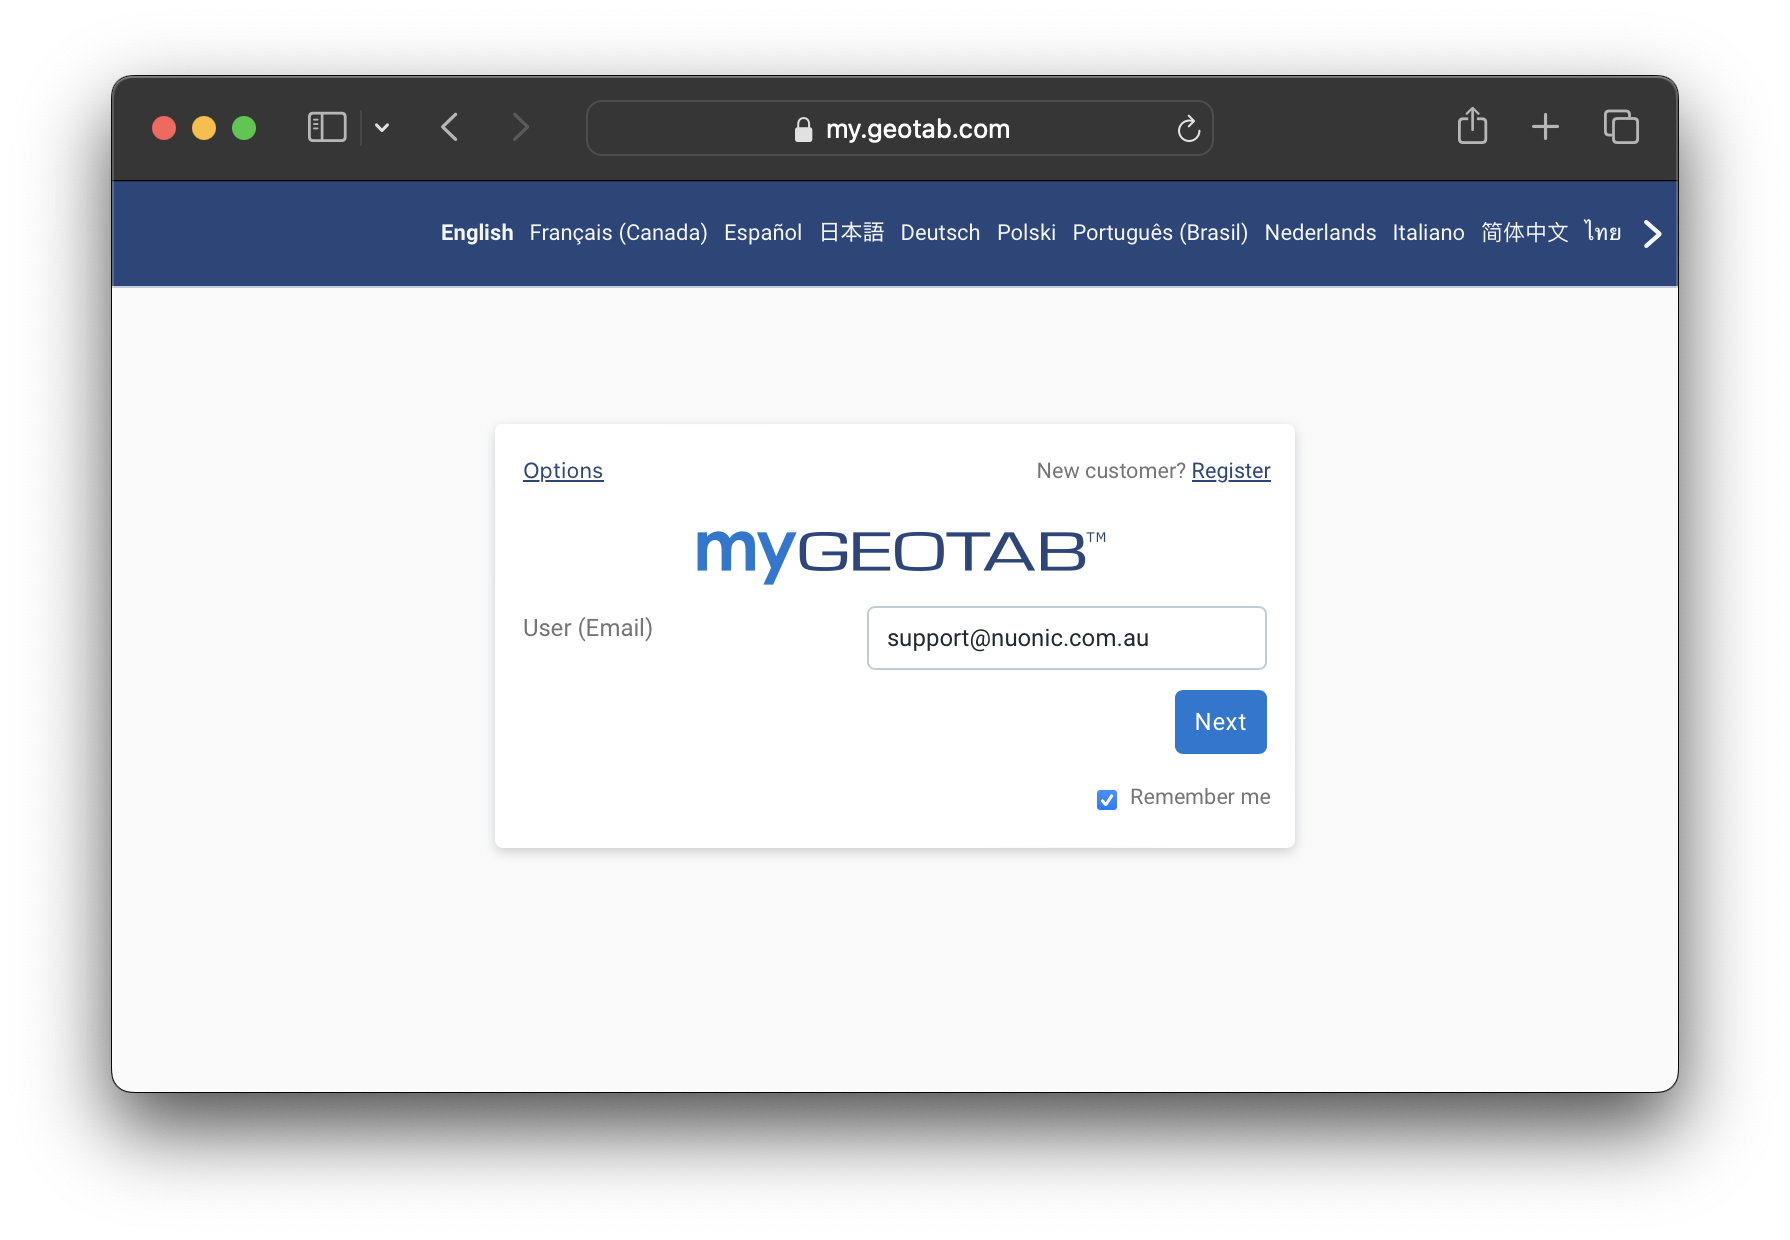 my.geotab.com
English Français (Canada) Español 日本語 Deutsch Polski Português (Brasil) Nederlands Italiano 简体中文 ไทย
Options New customer? Register
myGEOTAB™
User (Email) support@nuonic.com.au
Next
Remember me